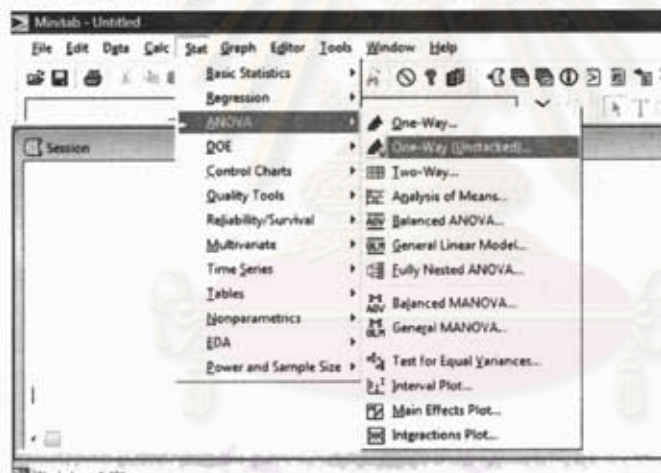 Minitab - Untitled
File Edit Data Calc Stat Graph Editor Tools Window Help
Basic Statistics
Regression
ANOVA
DOE
Control Charts
Quality Tools
Reliability/Survival
Multivariate
Time Series
Tables
Nonparametrics
EDA
Power and Sample Size
One-Way...
One-Way (Unstacked)...
Two-Way...
Analysis of Means...
Balanced ANOVA...
General Linear Model...
Fully Nested ANOVA...
Balanced MANOVA...
General MANOVA...
Test for Equal Variances...
Interval Plot...
Main Effects Plot...
Interactions Plot...
Session